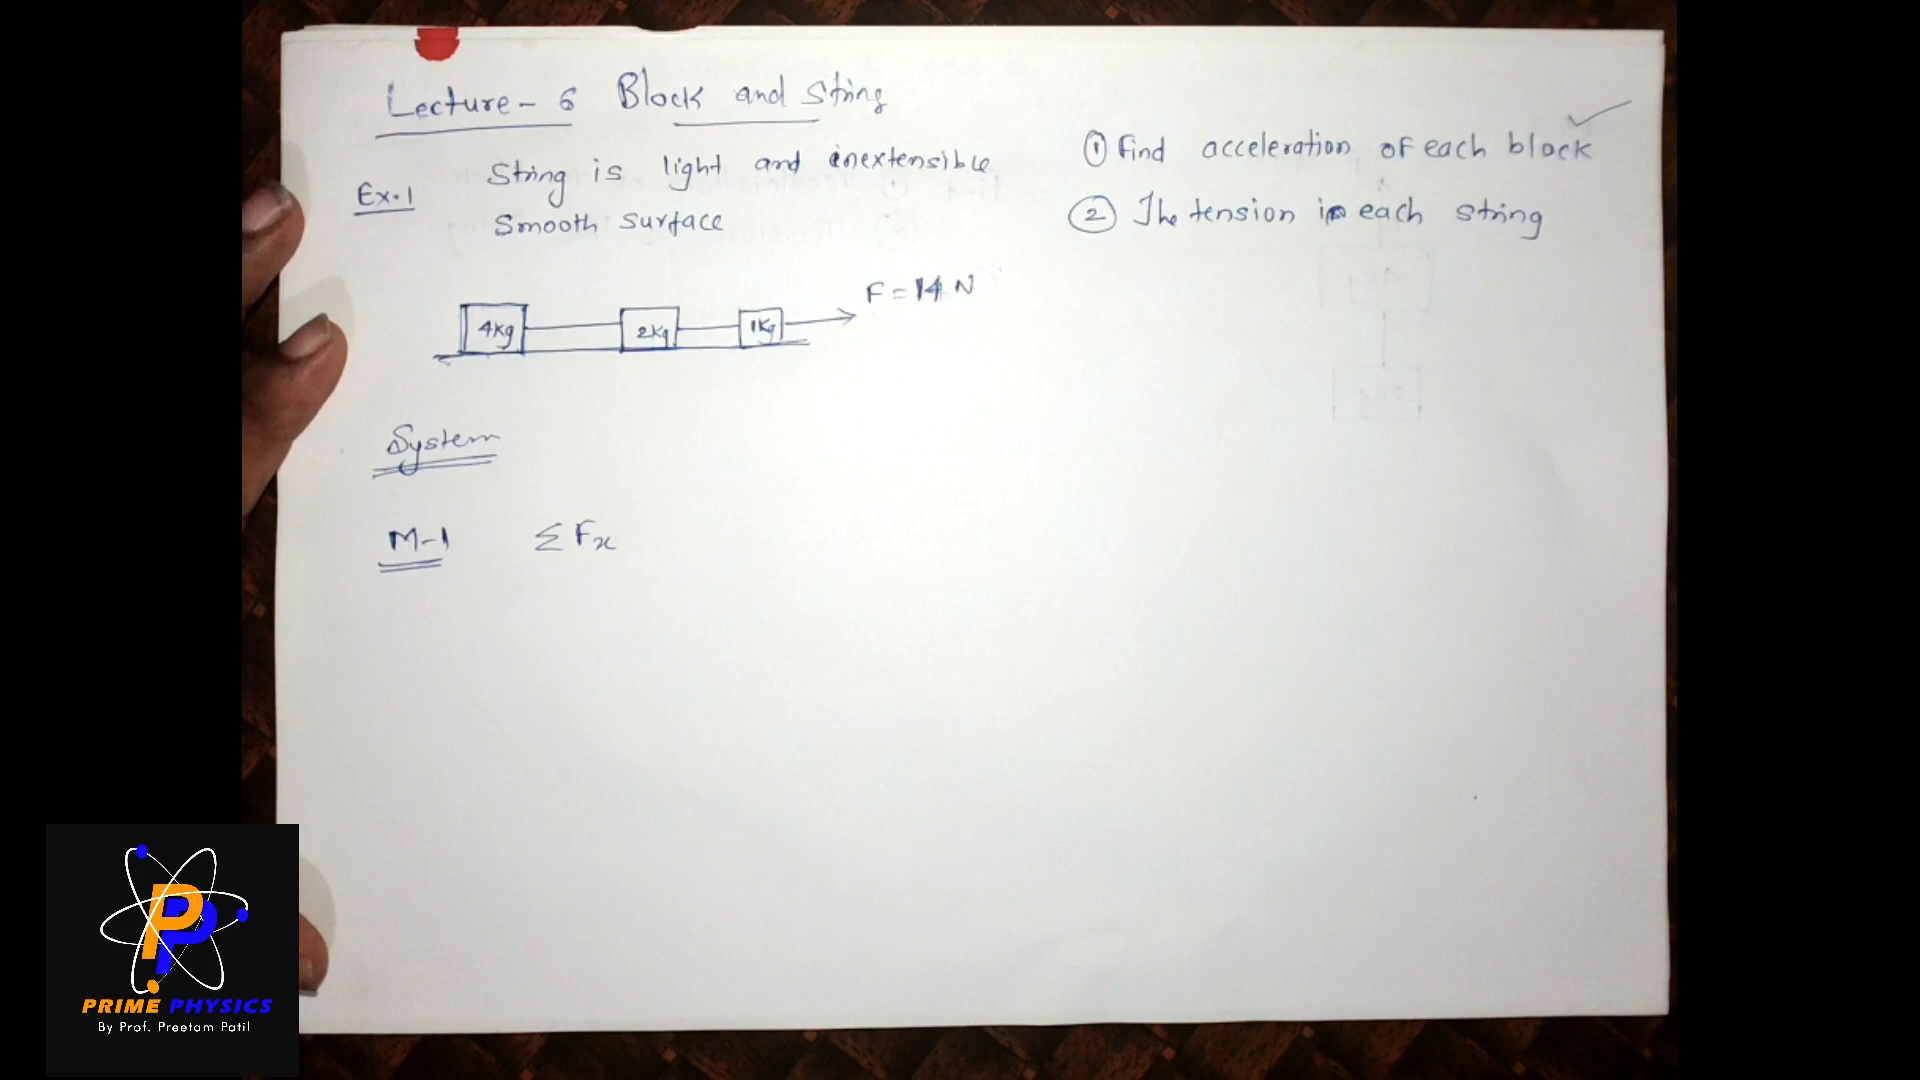 Lecture - 6 Block and String
Ex.1
String is light and inextensible
Smooth surface
① Find acceleration of each block
② The tension in each string
F = 14 N
4kg
2kg
1kg
System
M-1 Σ Fx
PP
PRIME PHYSICS
By Prof. Preetam Patil